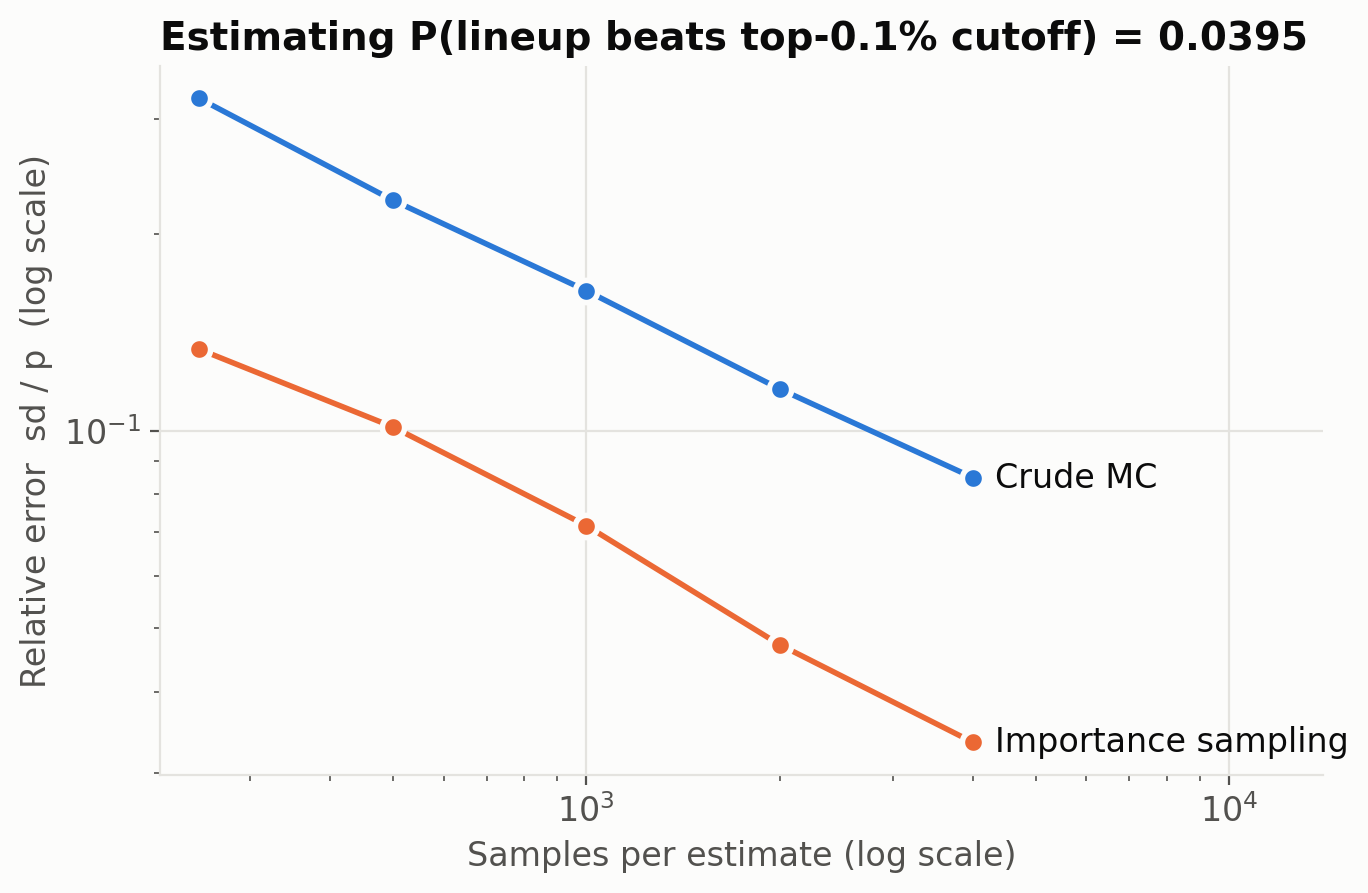 Estimating P(lineup beats top-0.1% cutoff) = 0.0395
Relative error  sd / p  (log scale)
10⁻¹
Crude MC
Importance sampling
10³
10⁴
Samples per estimate (log scale)